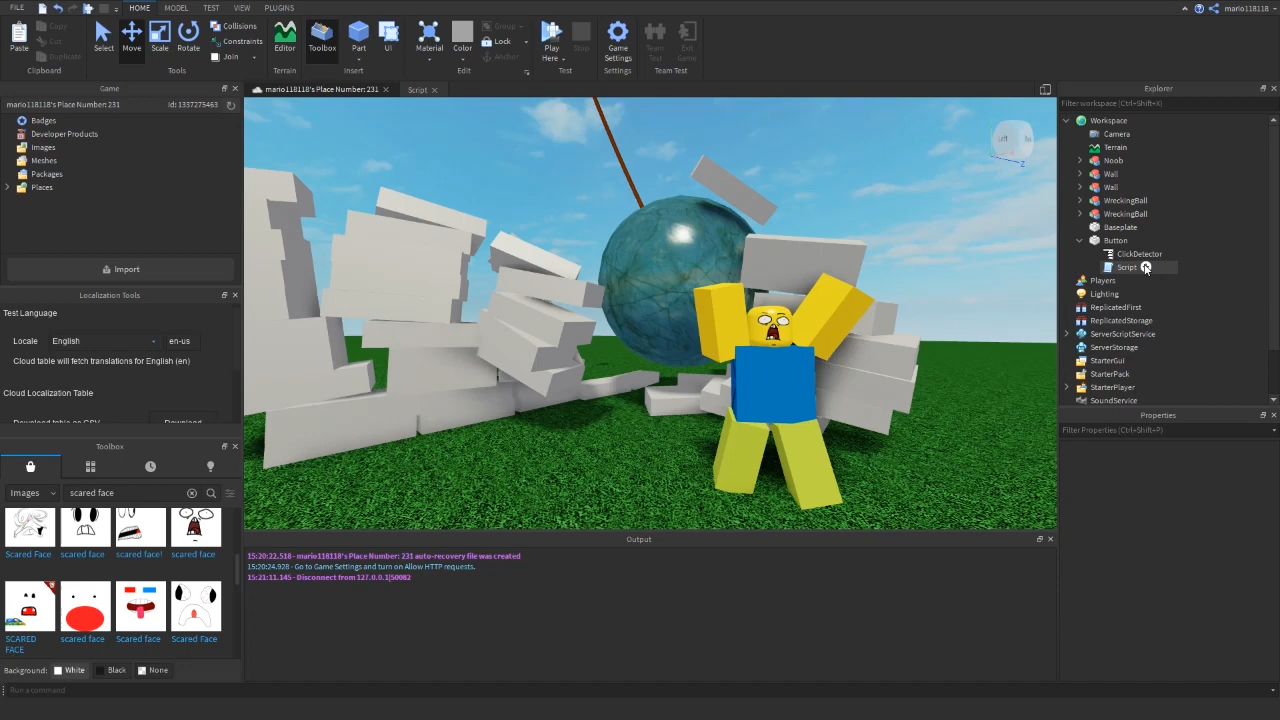 FILE HOME MODEL TEST VIEW PLUGINS mario118118
Paste Copy Cut Duplicate Select Move Scale Rotate Collisions Constraints Join Editor Toolbox Part UI Material Color Group Lock Anchor Play Here Stop Game Settings Team Test Exit Game
Clipboard Tools Terrain Insert Edit Test Settings Team Test
Game
mario118118's Place Number: 231 Id: 1337275463
Badges
Developer Products
Images
Meshes
Packages
Places
Import
Localization Tools
Test Language
Locale English en-us
Cloud table will fetch translations for English (en)
Cloud Localization Table
Download table as CSV Download
Toolbox
Images scared face
Scared Face scared face scared face! scared face
SCARED FACE scared face Scared face Scared Face
Background: White Black None
Run a command
mario118118's Place Number: 231 Script
Left
Z
Output
15:20:22.518 - mario118118's Place Number: 231 auto-recovery file was created
15:20:24.928 - Go to Game Settings and turn on Allow HTTP requests.
15:21:11.145 - Disconnect from 127.0.0.1|50082
Explorer
Filter workspace (Ctrl+Shift+X)
Workspace
Camera
Terrain
Noob
Wall
Wall
WreckingBall
WreckingBall
Baseplate
Button
ClickDetector
Script
Players
Lighting
ReplicatedFirst
ReplicatedStorage
ServerScriptService
ServerStorage
StarterGui
StarterPack
StarterPlayer
SoundService
Properties
Filter Properties (Ctrl+Shift+P)